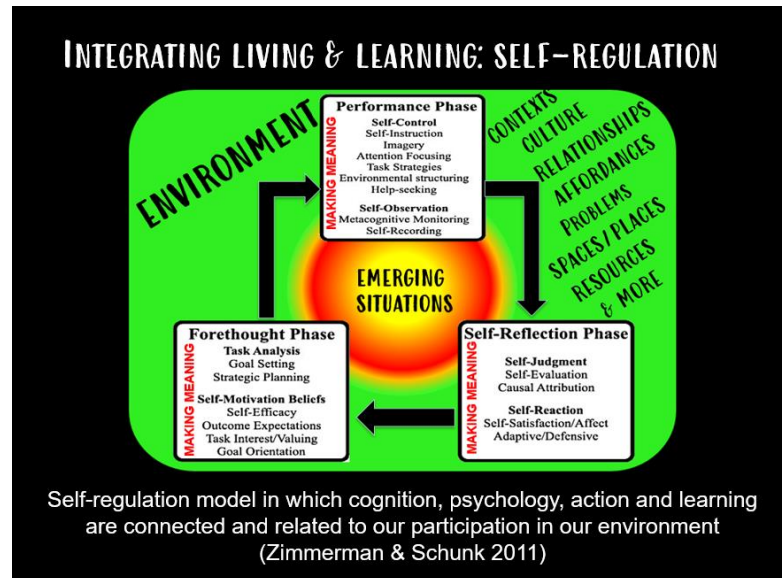 INTEGRATING LIVING & LEARNING: SELF-REGULATION
ENVIRONMENT
Performance Phase
MAKING MEANING
Self-Control
Self-Instruction
Imagery
Attention Focusing
Task Strategies
Environmental structuring
Help-seeking
Self-Observation
Metacognitive Monitoring
Self-Recording
CONTEXTS
CULTURE
RELATIONSHIPS
AFFORDANCES
PROBLEMS
SPACES/PLACES
RESOURCES
& MORE
EMERGING
SITUATIONS
Forethought Phase
MAKING MEANING
Task Analysis
Goal Setting
Strategic Planning
Self-Motivation Beliefs
Self-Efficacy
Outcome Expectations
Task Interest/Valuing
Goal Orientation
Self-Reflection Phase
MAKING MEANING
Self-Judgment
Self-Evaluation
Causal Attribution
Self-Reaction
Self-Satisfaction/Affect
Adaptive/Defensive
Self-regulation model in which cognition, psychology, action and learning
are connected and related to our participation in our environment
(Zimmerman & Schunk 2011)